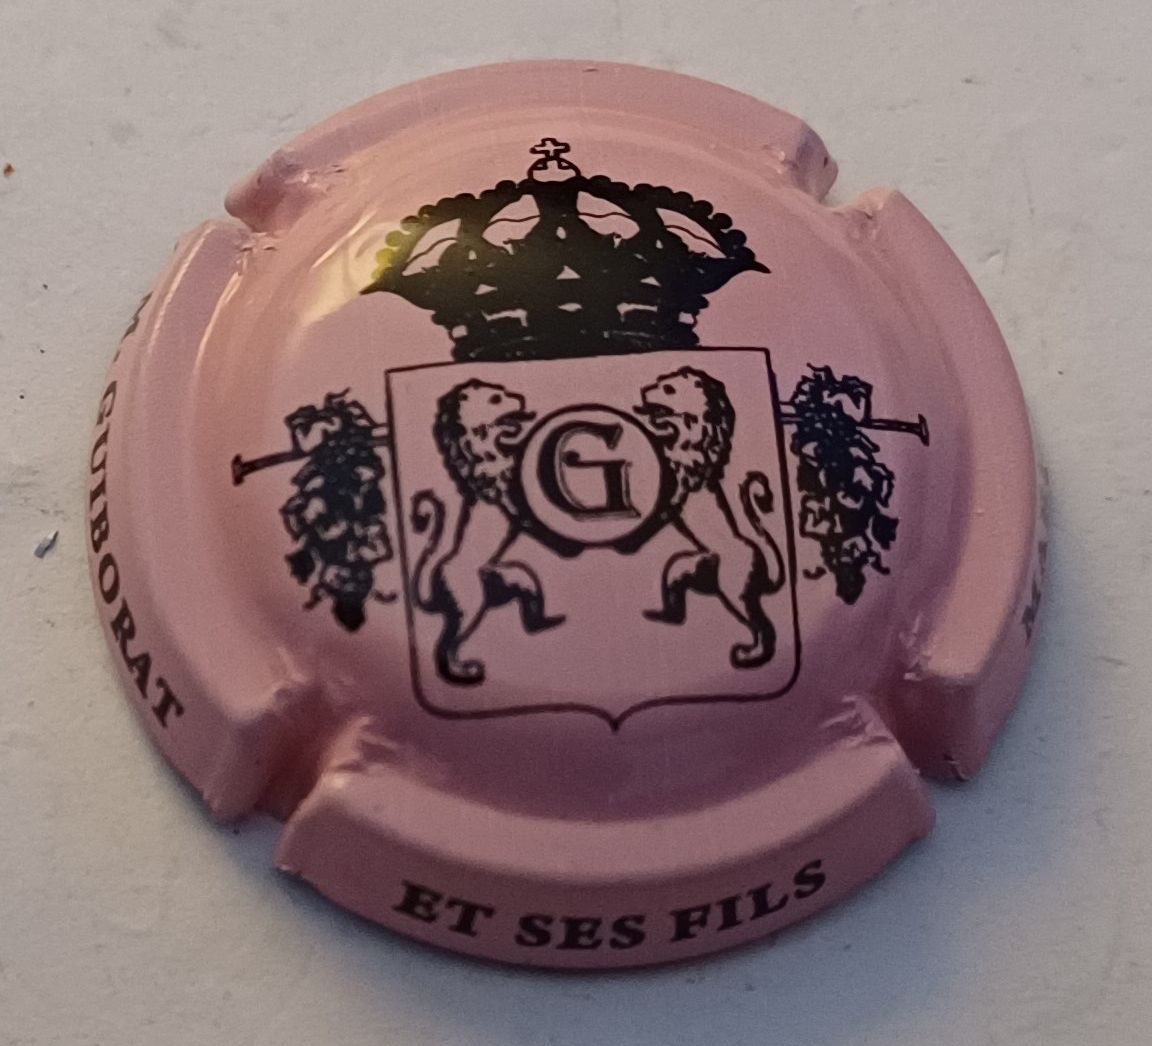 GUIBORAT
G
ET SES FILS